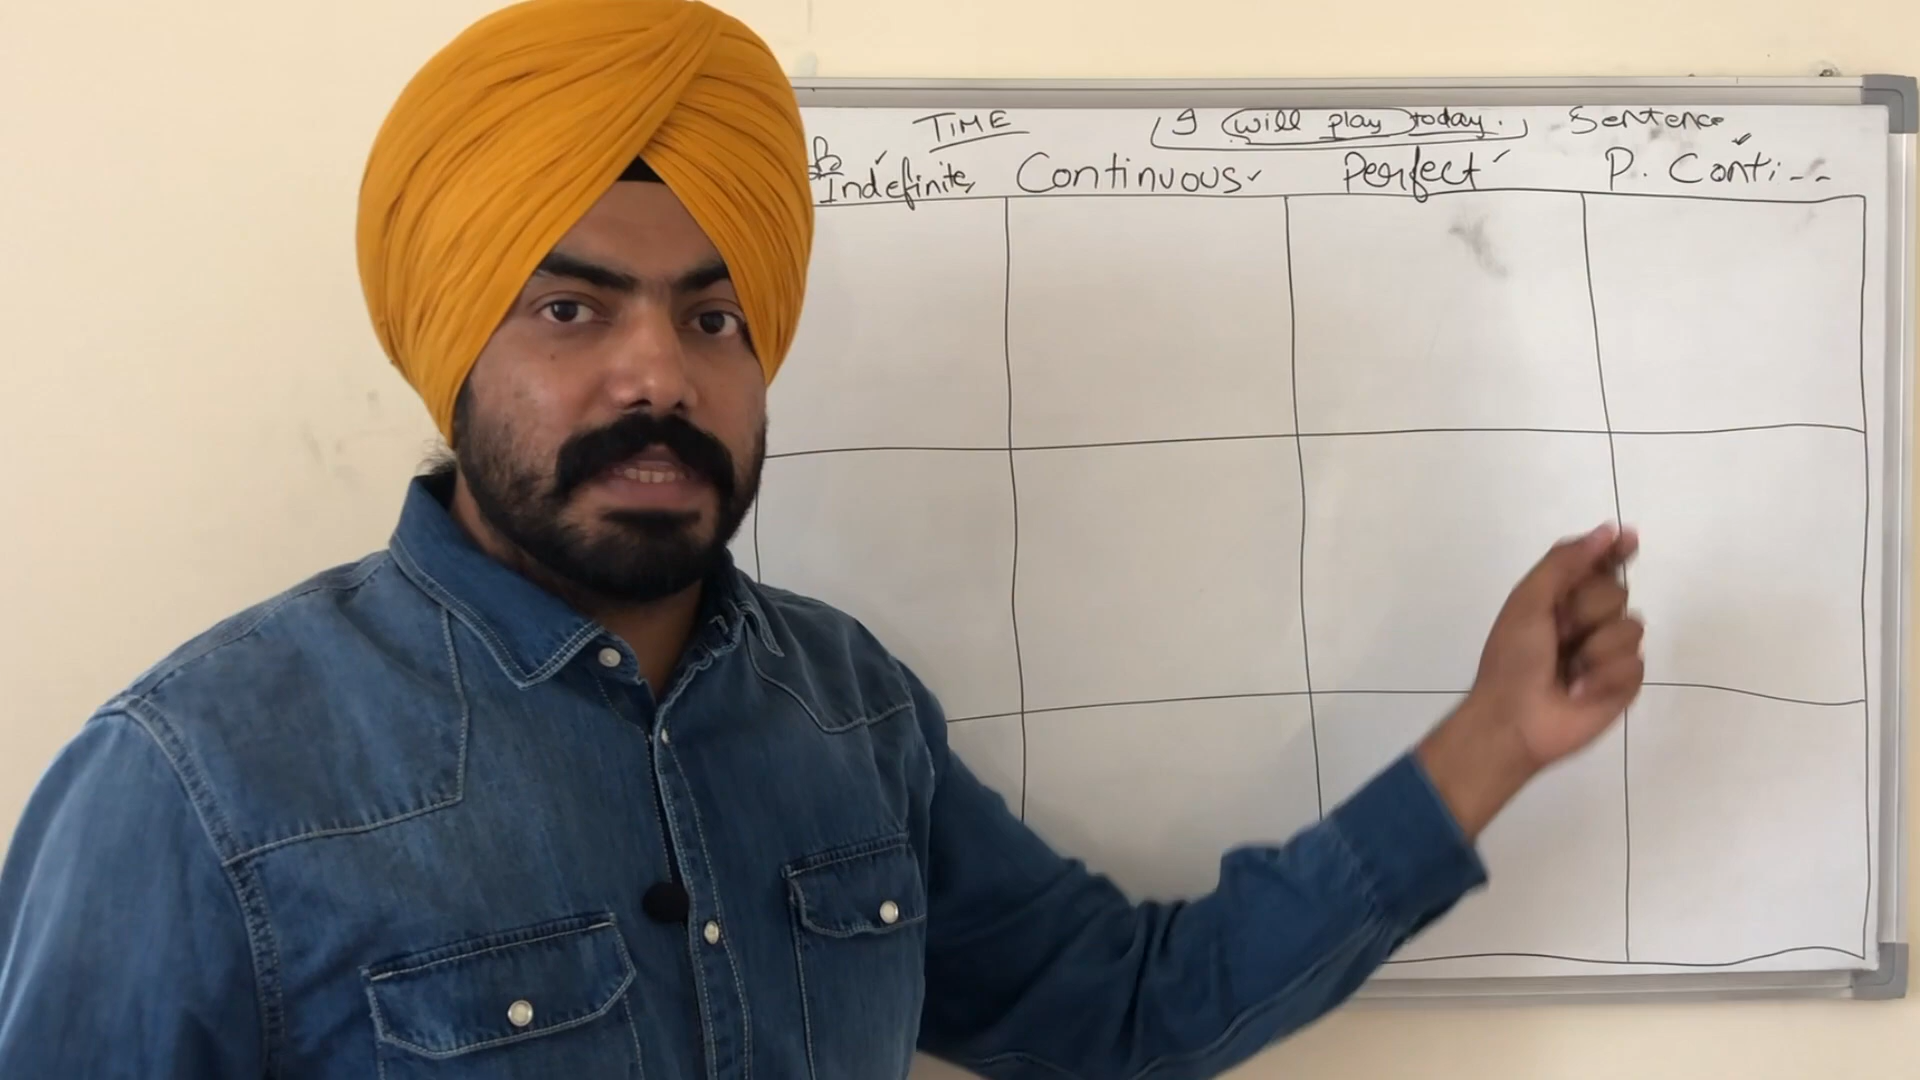 TIME I will play today. Sentence
Indefinite, Continuous Perfect P. Conti --